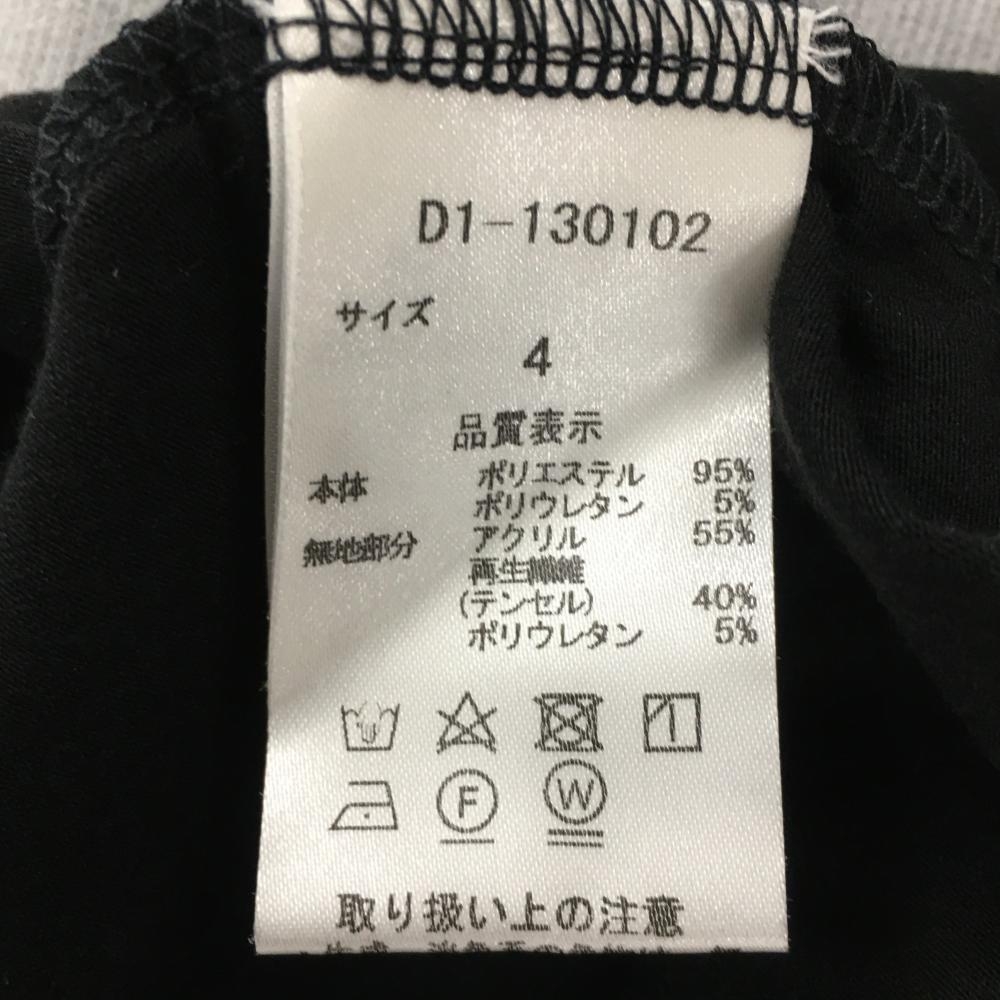 D1-130102
サイズ
4
品質表示
本体 ポリエステル 95%
ポリウレタン 5%
無地部分 アクリル 55%
再生繊維
(テンセル) 40%
ポリウレタン 5%
F W
取り扱い上の注意